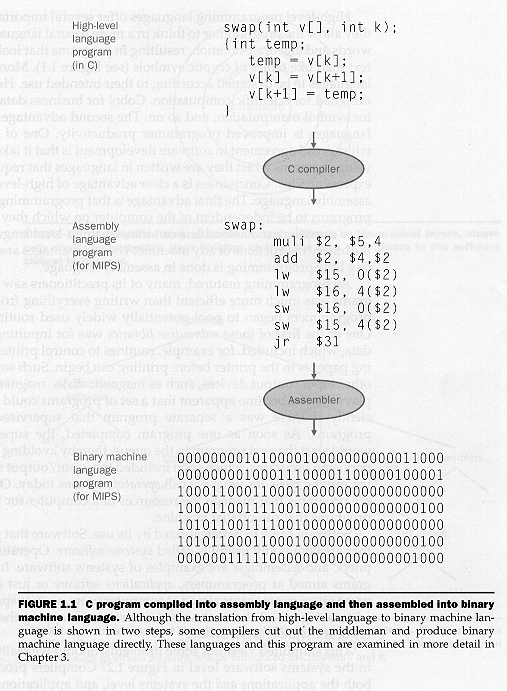 High-level
language
program
(in C)
swap(int v[], int k);
{int temp;
temp = v[k];
v[k] = v[k+1];
v[k+1] = temp;
}
C compiler
Assembly
language
program
(for MIPS)
swap:
muli $2, $5,4
add $2, $4,$2
lw $15, 0($2)
lw $16, 4($2)
sw $16, 0($2)
sw $15, 4($2)
jr $31
Assembler
Binary machine
language
program
(for MIPS)
00000000101000010000000000011000
00000000100011100001100000100001
10001100011000100000000000000000
10001100111100100000000000000100
10101100111100100000000000000000
10101100011000100000000000000100
00000011111000000000000000001000
FIGURE 1.1 C program compiled into assembly language and then assembled into binary
machine language. Although the translation from high-level language to binary machine lan-
guage is shown in two steps, some compilers cut out the middleman and produce binary
machine language directly. These languages and this program are examined in more detail in
Chapter 3.